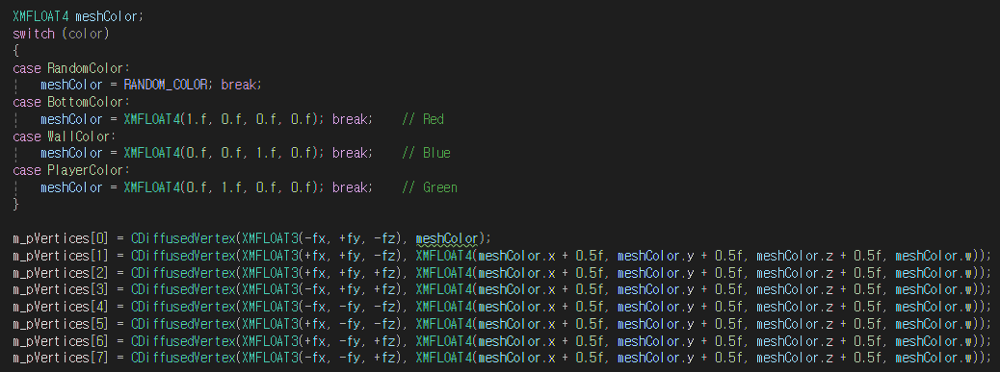 XMFLOAT4 meshColor;
switch (color)
{
case RandomColor:
    meshColor = RANDOM_COLOR; break;
case BottomColor:
    meshColor = XMFLOAT4(1.f, 0.f, 0.f, 0.f); break;    // Red
case WallColor:
    meshColor = XMFLOAT4(0.f, 0.f, 1.f, 0.f); break;    // Blue
case PlayerColor:
    meshColor = XMFLOAT4(0.f, 1.f, 0.f, 0.f); break;    // Green
}
m_pVertices[0] = CDiffusedVertex(XMFLOAT3(-fx, +fy, -fz), meshColor);
m_pVertices[1] = CDiffusedVertex(XMFLOAT3(+fx, +fy, -fz), XMFLOAT4(meshColor.x + 0.5f, meshColor.y + 0.5f, meshColor.z + 0.5f, meshColor.w));
m_pVertices[2] = CDiffusedVertex(XMFLOAT3(+fx, +fy, +fz), XMFLOAT4(meshColor.x + 0.5f, meshColor.y + 0.5f, meshColor.z + 0.5f, meshColor.w));
m_pVertices[3] = CDiffusedVertex(XMFLOAT3(-fx, +fy, +fz), XMFLOAT4(meshColor.x + 0.5f, meshColor.y + 0.5f, meshColor.z + 0.5f, meshColor.w));
m_pVertices[4] = CDiffusedVertex(XMFLOAT3(-fx, -fy, -fz), XMFLOAT4(meshColor.x + 0.5f, meshColor.y + 0.5f, meshColor.z + 0.5f, meshColor.w));
m_pVertices[5] = CDiffusedVertex(XMFLOAT3(+fx, -fy, -fz), XMFLOAT4(meshColor.x + 0.5f, meshColor.y + 0.5f, meshColor.z + 0.5f, meshColor.w));
m_pVertices[6] = CDiffusedVertex(XMFLOAT3(+fx, -fy, +fz), XMFLOAT4(meshColor.x + 0.5f, meshColor.y + 0.5f, meshColor.z + 0.5f, meshColor.w));
m_pVertices[7] = CDiffusedVertex(XMFLOAT3(-fx, -fy, +fz), XMFLOAT4(meshColor.x + 0.5f, meshColor.y + 0.5f, meshColor.z + 0.5f, meshColor.w));